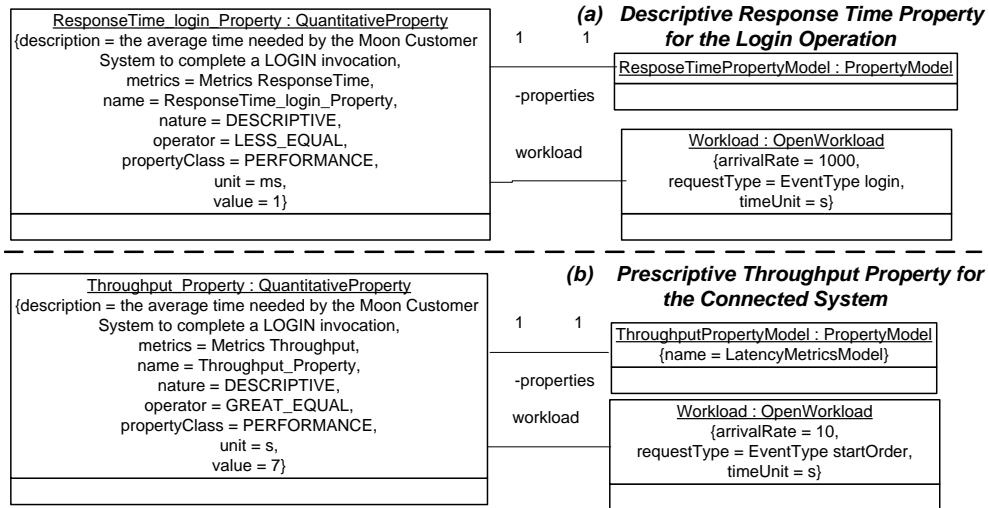 ResponseTime_login_Property : QuantitativeProperty
{description = the average time needed by the Moon Customer
System to complete a LOGIN invocation,
metrics = Metrics ResponseTime,
name = ResponseTime_login_Property,
nature = DESCRIPTIVE,
operator = LESS_EQUAL,
propertyClass = PERFORMANCE,
unit = ms,
value = 1}
(a) Descriptive Response Time Property
for the Login Operation
1 1
ResposeTimePropertyModel : PropertyModel
-properties
workload
Workload : OpenWorkload
{arrivalRate = 1000,
requestType = EventType login,
timeUnit = s}
Throughput_Property : QuantitativeProperty
{description = the average time needed by the Moon Customer
System to complete a LOGIN invocation,
metrics = Metrics Throughput,
name = Throughput_Property,
nature = DESCRIPTIVE,
operator = GREAT_EQUAL,
propertyClass = PERFORMANCE,
unit = s,
value = 7}
(b) Prescriptive Throughput Property for
the Connected System
1 1
ThroughputPropertyModel : PropertyModel
{name = LatencyMetricsModel}
-properties
workload
Workload : OpenWorkload
{arrivalRate = 10,
requestType = EventType startOrder,
timeUnit = s}